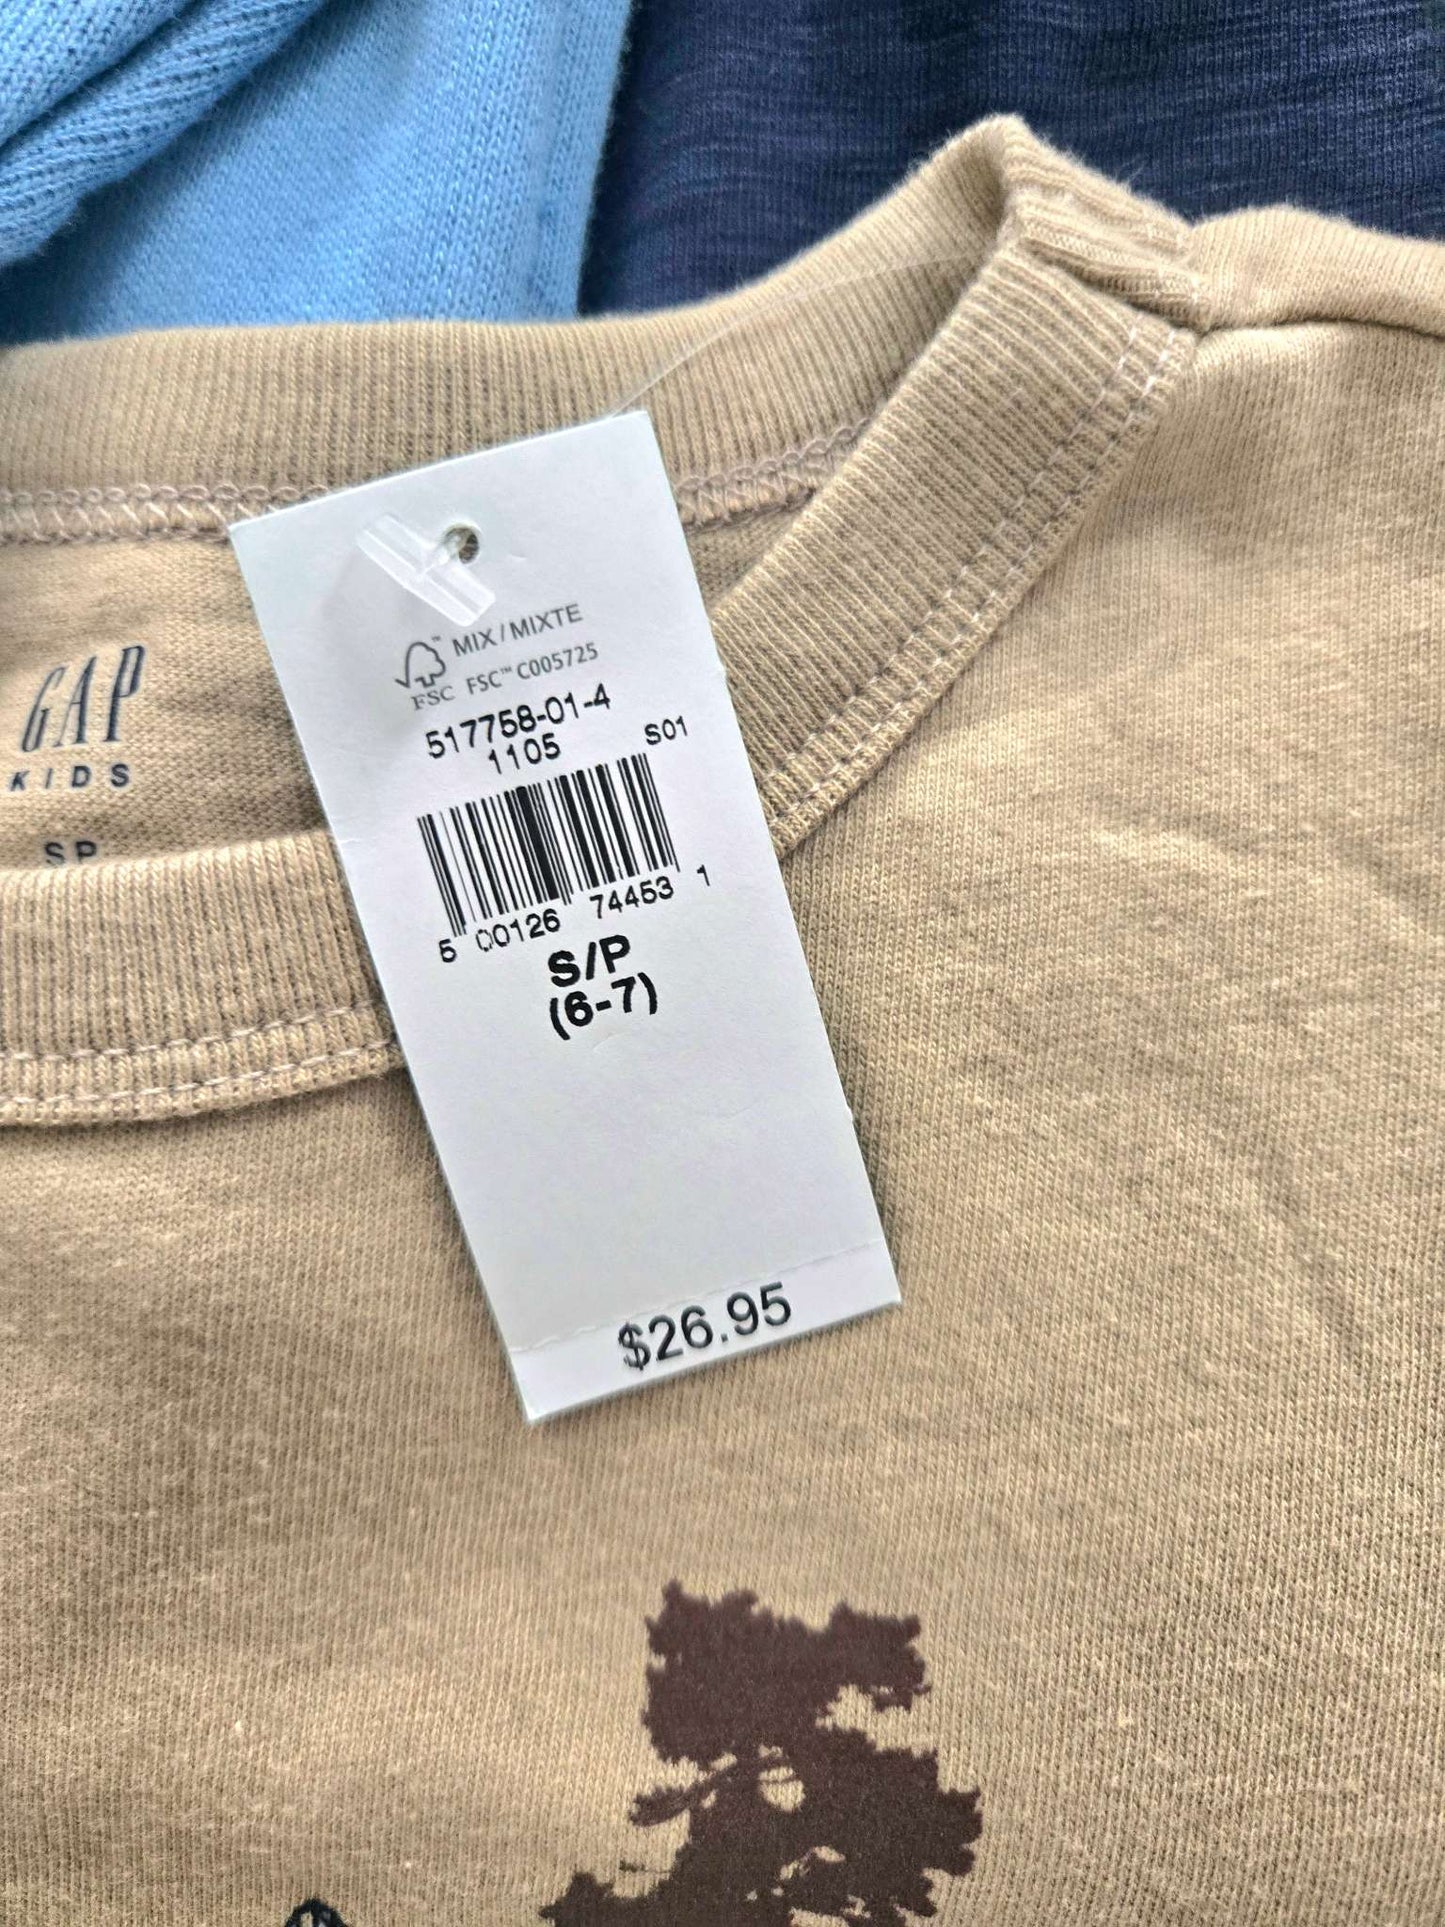 MIX / MIXTE
FSC FSC™ C005725
517758-01-4
1105 S01
5 00126 74453 1
S/P
(6-7)
$26.95
GAP
KIDS
SP